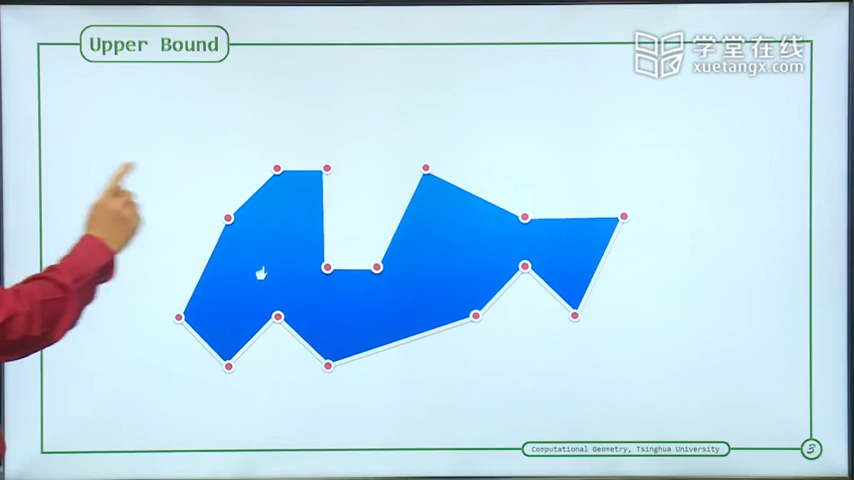 Upper Bound
学堂在线
xuetangx.com
Computational Geometry, Tsinghua University
3